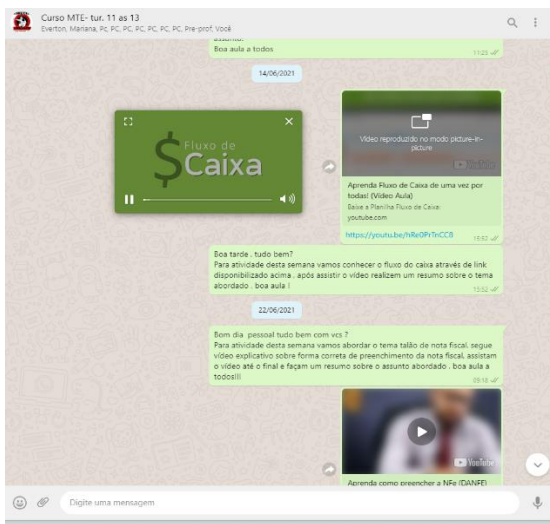 Curso MTE- tur. 11 as 13
Everton, Mariana, Pc, PC, PC, PC, PC, PC, PC, Pre-prof, Você
assunto.
Boa aula a todos
11:25
14/06/2021
$ Fluxo de
Caixa
Vídeo reproduzido no modo picture-in-
picture
YouTube
Aprenda Fluxo de Caixa de uma vez por
todas! (Vídeo Aula)
Baixe a Planilha Fluxo de Caixa:
youtube.com
https://youtu.be/hRe0PrTnCC8
13:52
Boa tarde . tudo bem?
Para atividade desta semana vamos conhecer o fluxo do caixa através de link
disponibilizado acima . após assistir o vídeo realizem um resumo sobre o tema
abordado . boa aula !
13:52
22/06/2021
Bom dia pessoal tudo bem com vcs ?
Para atividade desta semana vamos abordar o tema talão de nota fiscal. segue
vídeo explicativo sobre forma correta de preenchimento da nota fiscal. assistam
o vídeo até o final e façam um resumo sobre o assunto abordado . boa aula a
todos!!!
09:18
YouTube
Aprenda como preencher a NFe (DANFE)
Digite uma mensagem